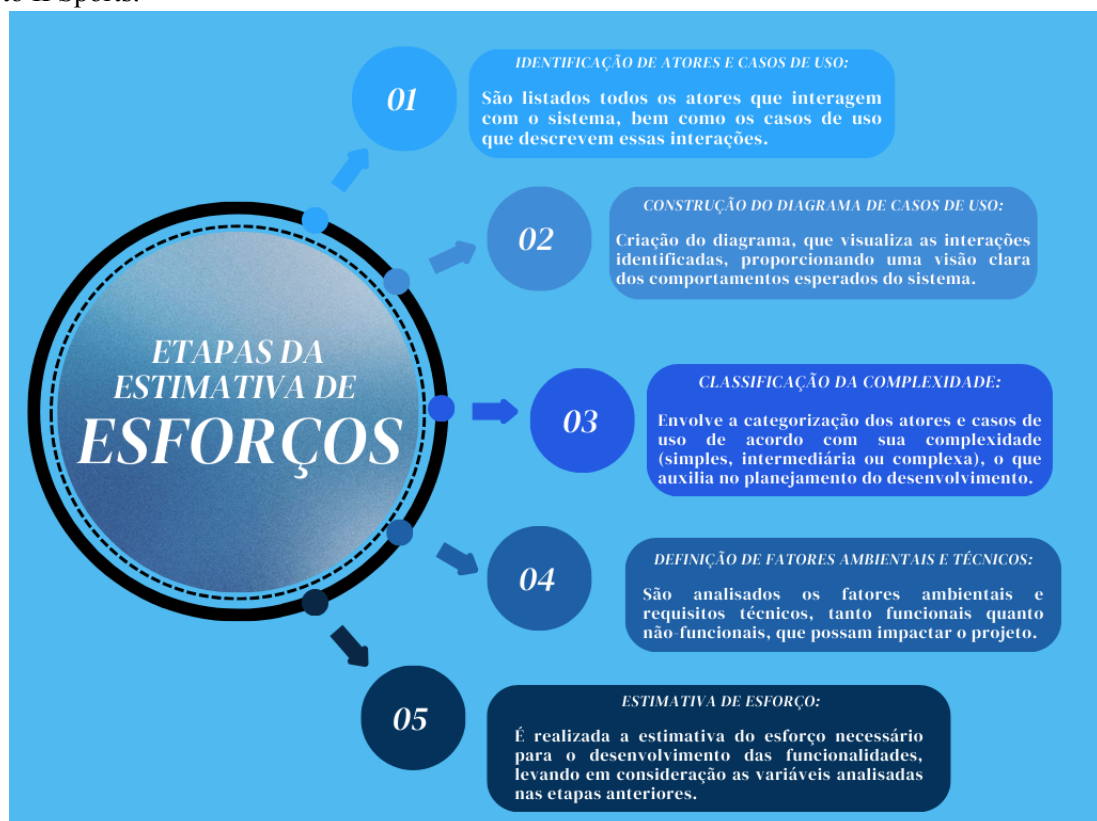 IF Sports.
01
IDENTIFICAÇÃO DE ATORES E CASOS DE USO:
São listados todos os atores que interagem
com o sistema, bem como os casos de uso
que descrevem essas interações.
02
CONSTRUÇÃO DO DIAGRAMA DE CASOS DE USO:
Criação do diagrama, que visualiza as interações
identificadas, proporcionando uma visão clara
dos comportamentos esperados do sistema.
ETAPAS DA
ESTIMATIVA DE
ESFORÇOS
03
CLASSIFICAÇÃO DA COMPLEXIDADE:
Envolve a categorização dos atores e casos de
uso de acordo com sua complexidade
(simples, intermediária ou complexa), o que
auxilia no planejamento do desenvolvimento.
04
DEFINIÇÃO DE FATORES AMBIENTAIS E TÉCNICOS:
São analisados os fatores ambientais e
requisitos técnicos, tanto funcionais quanto
não-funcionais, que possam impactar o projeto.
05
ESTIMATIVA DE ESFORÇO:
É realizada a estimativa do esforço necessário
para o desenvolvimento das funcionalidades,
levando em consideração as variáveis analisadas
nas etapas anteriores.